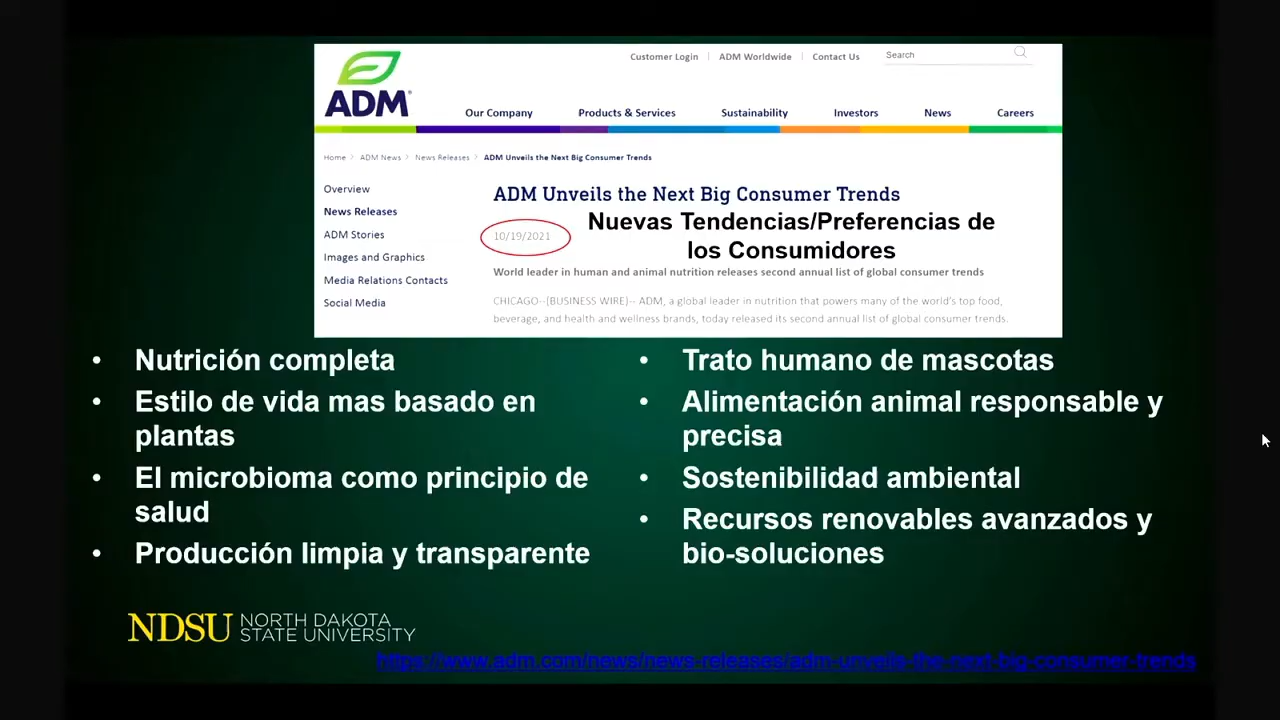 Customer Login | ADM Worldwide | Contact Us Search
ADM®
Our Company Products & Services Sustainability Investors News Careers
Home > ADM News > News Releases > ADM Unveils the Next Big Consumer Trends
Overview
News Releases
ADM Stories
Images and Graphics
Media Relations Contacts
Social Media
ADM Unveils the Next Big Consumer Trends
Nuevas Tendencias/Preferencias de
los Consumidores
10/19/2021
World leader in human and animal nutrition releases second annual list of global consumer trends
CHICAGO--(BUSINESS WIRE)-- ADM, a global leader in nutrition that powers many of the world's top food,
beverage, and health and wellness brands, today released its second annual list of global consumer trends.
• Nutrición completa
• Estilo de vida mas basado en
plantas
• El microbioma como principio de
salud
• Producción limpia y transparente
• Trato humano de mascotas
• Alimentación animal responsable y
precisa
• Sostenibilidad ambiental
• Recursos renovables avanzados y
bio-soluciones
NDSU NORTH DAKOTA
STATE UNIVERSITY
https://www.adm.com/news/news-releases/adm-unveils-the-next-big-consumer-trends